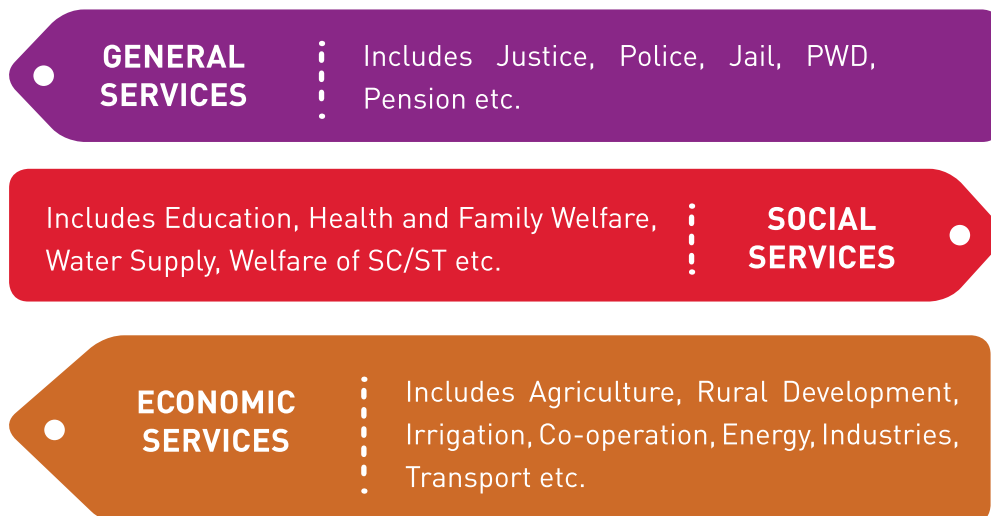 GENERAL
SERVICES
Includes Justice, Police, Jail, PWD,
Pension etc.
Includes Education, Health and Family Welfare,
Water Supply, Welfare of SC/ST etc.
SOCIAL
SERVICES
ECONOMIC
SERVICES
Includes Agriculture, Rural Development,
Irrigation, Co-operation, Energy, Industries,
Transport etc.